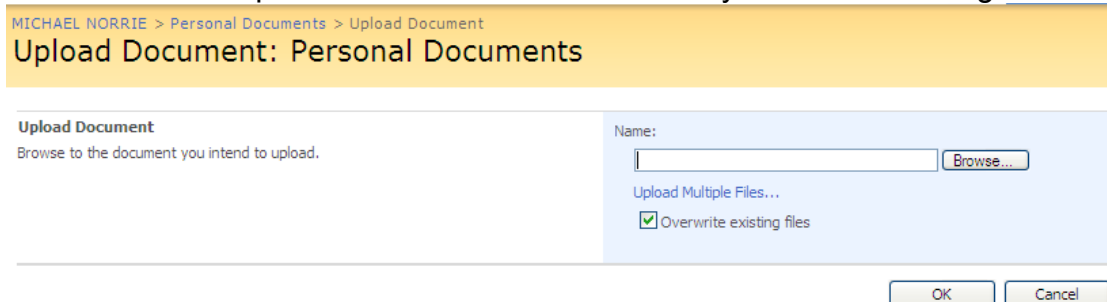 MICHAEL NORRIE > Personal Documents > Upload Document
Upload Document: Personal Documents
Upload Document
Browse to the document you intend to upload.
Name:
Browse...
Upload Multiple Files...
Overwrite existing files
OK Cancel